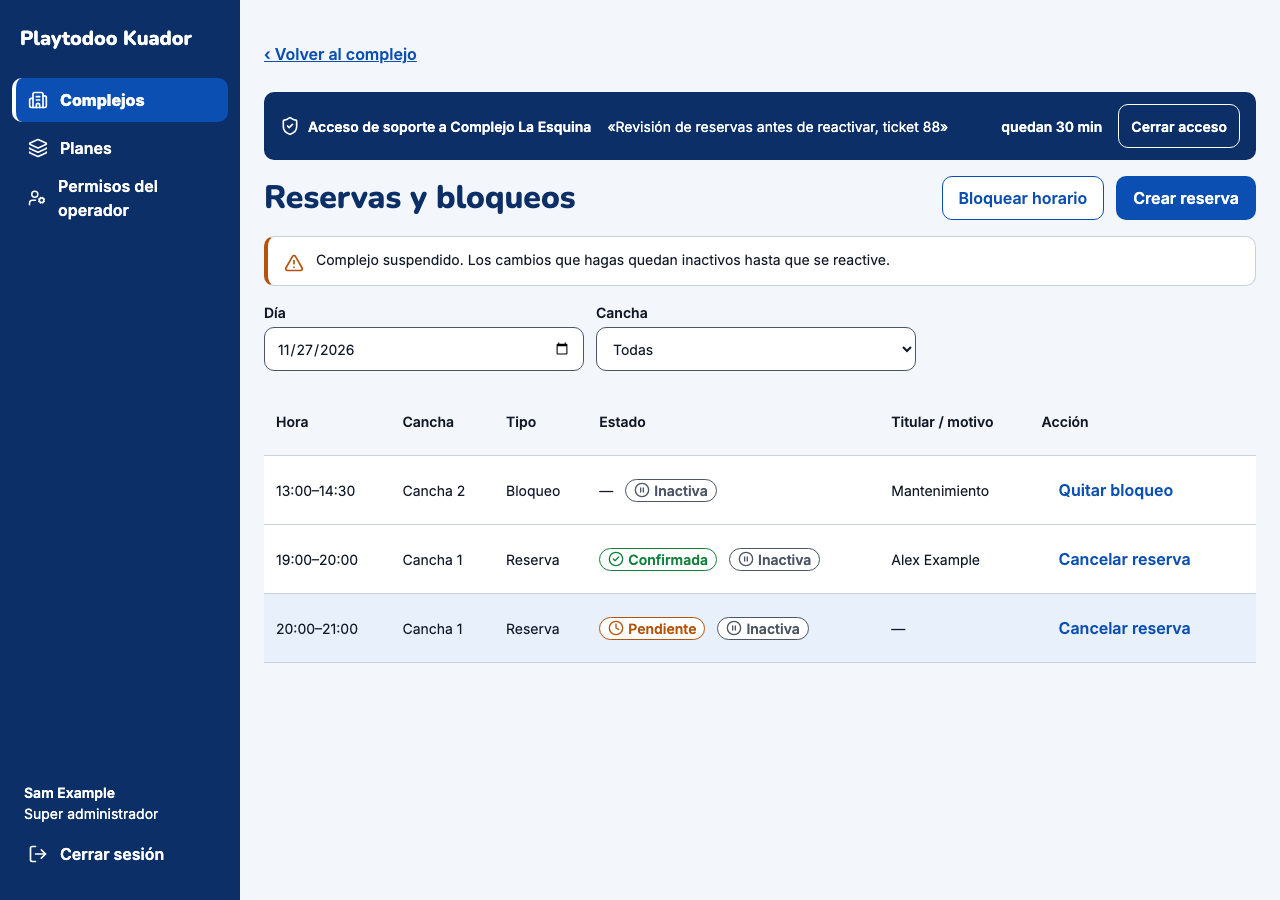 Playtodoo Kuador
Complejos
Planes
Permisos del
operador
Sam Example
Super administrador
Cerrar sesión
‹ Volver al complejo
Acceso de soporte a Complejo La Esquina «Revisión de reservas antes de reactivar, ticket 88» quedan 30 min Cerrar acceso
Reservas y bloqueos
Bloquear horario
Crear reserva
Complejo suspendido. Los cambios que hagas quedan inactivos hasta que se reactive.
Día
11/27/2026
Cancha
Todas
Hora Cancha Tipo Estado Titular / motivo Acción
13:00–14:30 Cancha 2 Bloqueo — Inactiva Mantenimiento Quitar bloqueo
19:00–20:00 Cancha 1 Reserva Confirmada Inactiva Alex Example Cancelar reserva
20:00–21:00 Cancha 1 Reserva Pendiente Inactiva — Cancelar reserva